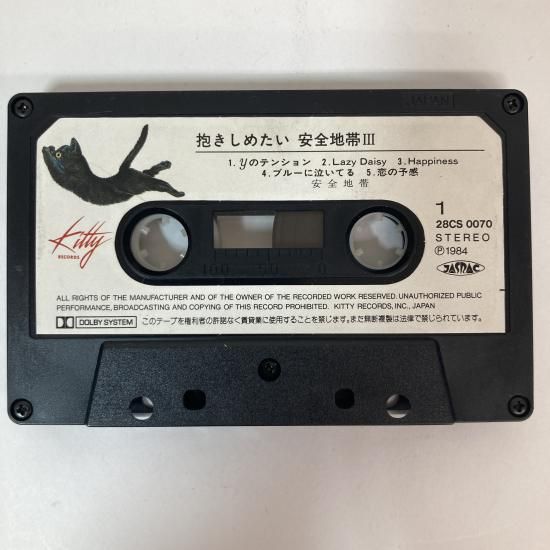 JAPAN
抱きしめたい 安全地帯III
1. yのテンション 2. Lazy Daisy 3. Happiness
4. ブルーに泣いてる 5. 恋の予感
安全地帯
Kitty
RECORDS
1
28CS 0070
STEREO
Ⓟ1984
JASRAC
100 50 0
ALL RIGHTS OF THE MANUFACTURER AND OF THE OWNER OF THE RECORDED WORK RESERVED. UNAUTHORIZED PUBLIC
PERFORMANCE, BROADCASTING AND COPYING OF THIS RECORD PROHIBITED. KITTY RECORDS, INC., JAPAN
DOLBY SYSTEM このテープを権利者の許諾なく賃貸業に使用することを禁じます。また無断複製は法律で禁じられています。